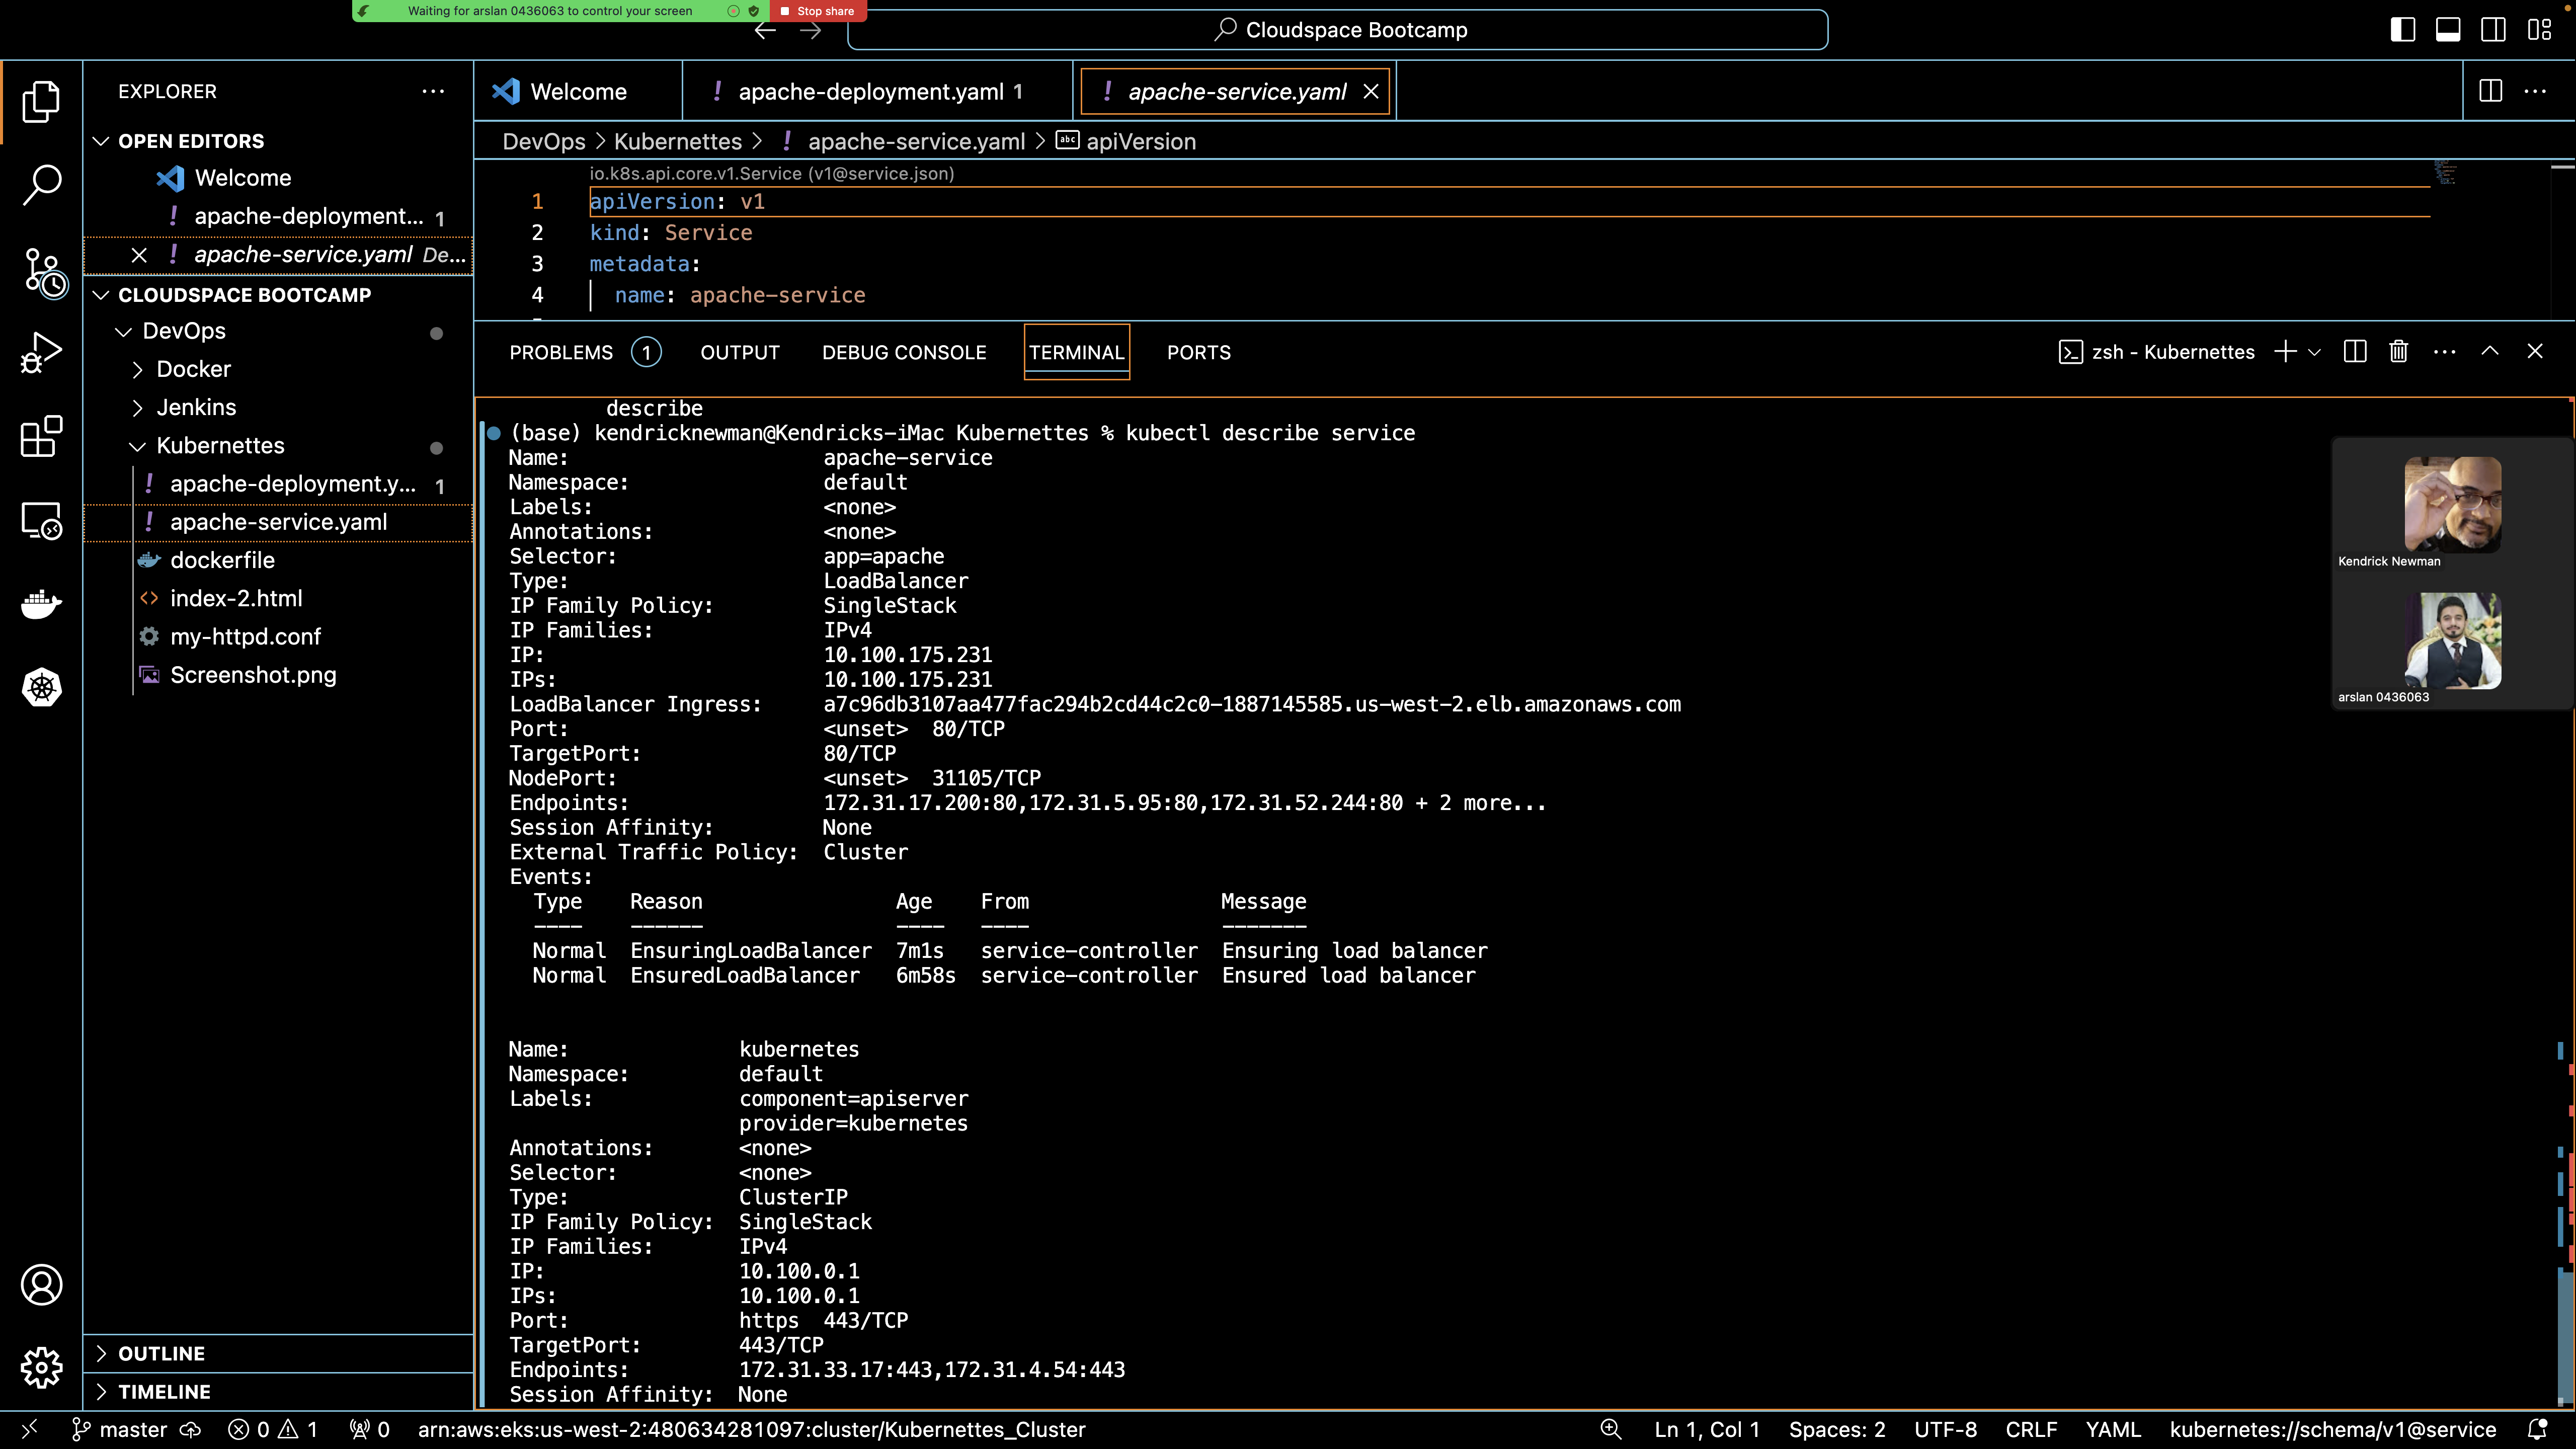 Waiting for arslan 0436063 to control your screen
Stop share
Cloudspace Bootcamp
EXPLORER
OPEN EDITORS
Welcome
apache-deployment... 1
apache-service.yaml De...
CLOUDSPACE BOOTCAMP
DevOps
Docker
Jenkins
Kubernettes
apache-deployment.y... 1
apache-service.yaml
dockerfile
index-2.html
my-httpd.conf
Screenshot.png
OUTLINE
TIMELINE
Welcome
apache-deployment.yaml 1
apache-service.yaml
DevOps > Kubernettes > ! apache-service.yaml > abc apiVersion
io.k8s.api.core.v1.Service (v1@service.json)
1 apiVersion: v1
2 kind: Service
3 metadata:
4 name: apache-service
PROBLEMS 1 OUTPUT DEBUG CONSOLE TERMINAL PORTS
zsh - Kubernettes
describe
(base) kendricknewman@Kendricks-iMac Kubernettes % kubectl describe service
Name: apache-service
Namespace: default
Labels: <none>
Annotations: <none>
Selector: app=apache
Type: LoadBalancer
IP Family Policy: SingleStack
IP Families: IPv4
IP: 10.100.175.231
IPs: 10.100.175.231
LoadBalancer Ingress: a7c96db3107aa477fac294b2cd44c2c0-1887145585.us-west-2.elb.amazonaws.com
Port: <unset> 80/TCP
TargetPort: 80/TCP
NodePort: <unset> 31105/TCP
Endpoints: 172.31.17.200:80,172.31.5.95:80,172.31.52.244:80 + 2 more...
Session Affinity: None
External Traffic Policy: Cluster
Events:
Type Reason Age From Message
---- ------ ---- ---- -------
Normal EnsuringLoadBalancer 7m1s service-controller Ensuring load balancer
Normal EnsuredLoadBalancer 6m58s service-controller Ensured load balancer
Name: kubernetes
Namespace: default
Labels: component=apiserver
provider=kubernetes
Annotations: <none>
Selector: <none>
Type: ClusterIP
IP Family Policy: SingleStack
IP Families: IPv4
IP: 10.100.0.1
IPs: 10.100.0.1
Port: https 443/TCP
TargetPort: 443/TCP
Endpoints: 172.31.33.17:443,172.31.4.54:443
Session Affinity: None
Kendrick Newman
arslan 0436063
master 0 1 0 arn:aws:eks:us-west-2:480634281097:cluster/Kubernettes_Cluster
Ln 1, Col 1 Spaces: 2 UTF-8 CRLF YAML kubernetes://schema/v1@service